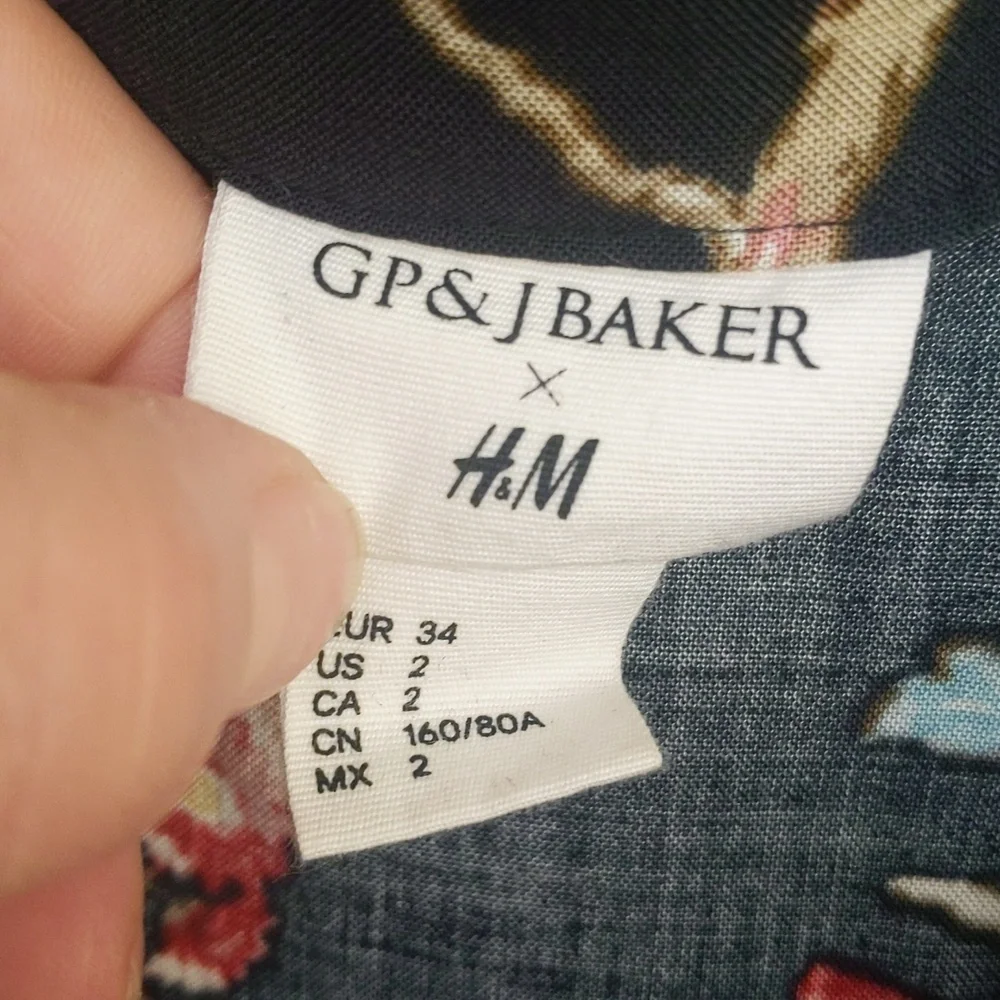 GP & J BAKER
×
H&M
EUR 34
US 2
CA 2
CN 160/80A
MX 2